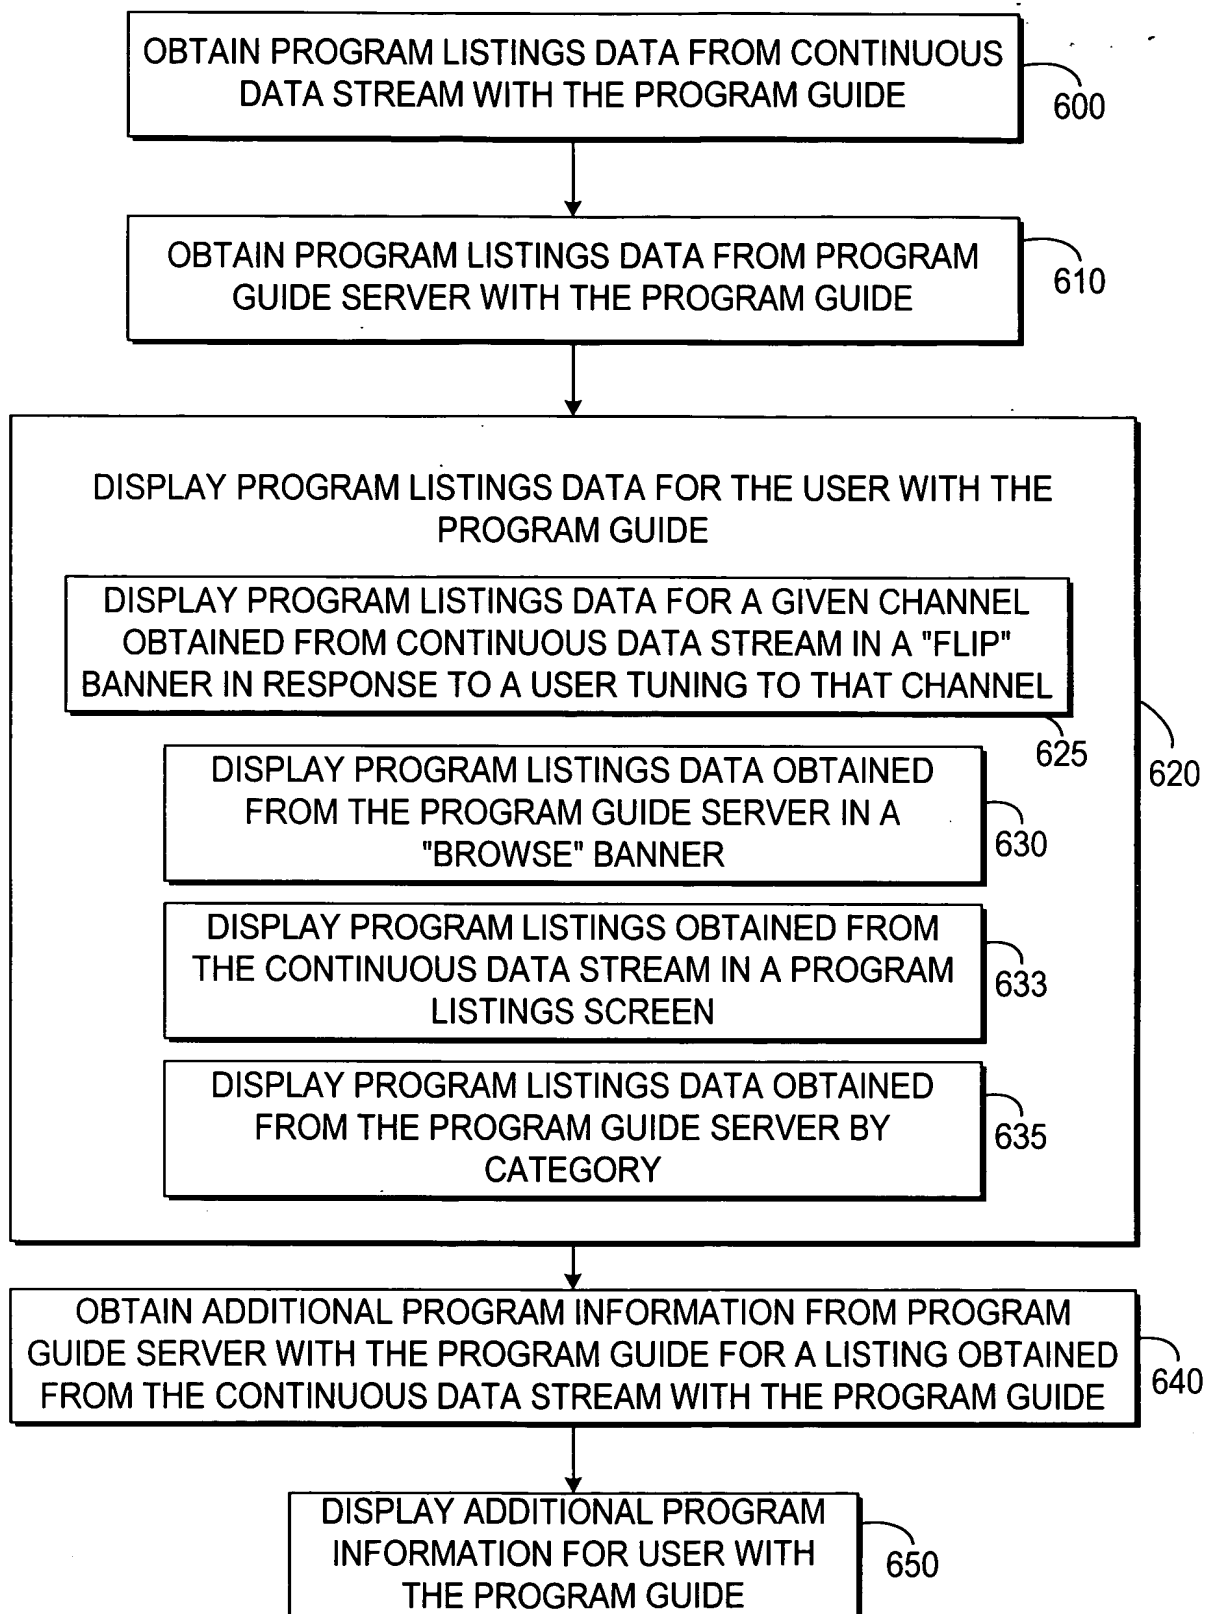 OBTAIN PROGRAM LISTINGS DATA FROM CONTINUOUS
DATA STREAM WITH THE PROGRAM GUIDE
600
OBTAIN PROGRAM LISTINGS DATA FROM PROGRAM
GUIDE SERVER WITH THE PROGRAM GUIDE
610
DISPLAY PROGRAM LISTINGS DATA FOR THE USER WITH THE
PROGRAM GUIDE
DISPLAY PROGRAM LISTINGS DATA FOR A GIVEN CHANNEL
OBTAINED FROM CONTINUOUS DATA STREAM IN A "FLIP"
BANNER IN RESPONSE TO A USER TUNING TO THAT CHANNEL
625
620
DISPLAY PROGRAM LISTINGS DATA OBTAINED
FROM THE PROGRAM GUIDE SERVER IN A
"BROWSE" BANNER
630
DISPLAY PROGRAM LISTINGS OBTAINED FROM
THE CONTINUOUS DATA STREAM IN A PROGRAM
LISTINGS SCREEN
633
DISPLAY PROGRAM LISTINGS DATA OBTAINED
FROM THE PROGRAM GUIDE SERVER BY
CATEGORY
635
OBTAIN ADDITIONAL PROGRAM INFORMATION FROM PROGRAM
GUIDE SERVER WITH THE PROGRAM GUIDE FOR A LISTING OBTAINED
FROM THE CONTINUOUS DATA STREAM WITH THE PROGRAM GUIDE
640
DISPLAY ADDITIONAL PROGRAM
INFORMATION FOR USER WITH
THE PROGRAM GUIDE
650